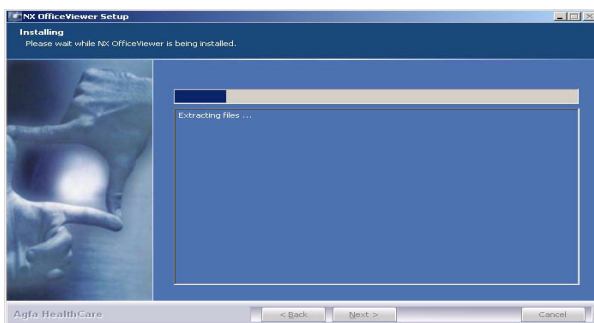 NX OfficeViewer Setup
Installing
Please wait while NX OfficeViewer is being installed.
Extracting files ...
Agfa HealthCare
< Back
Next >
Cancel